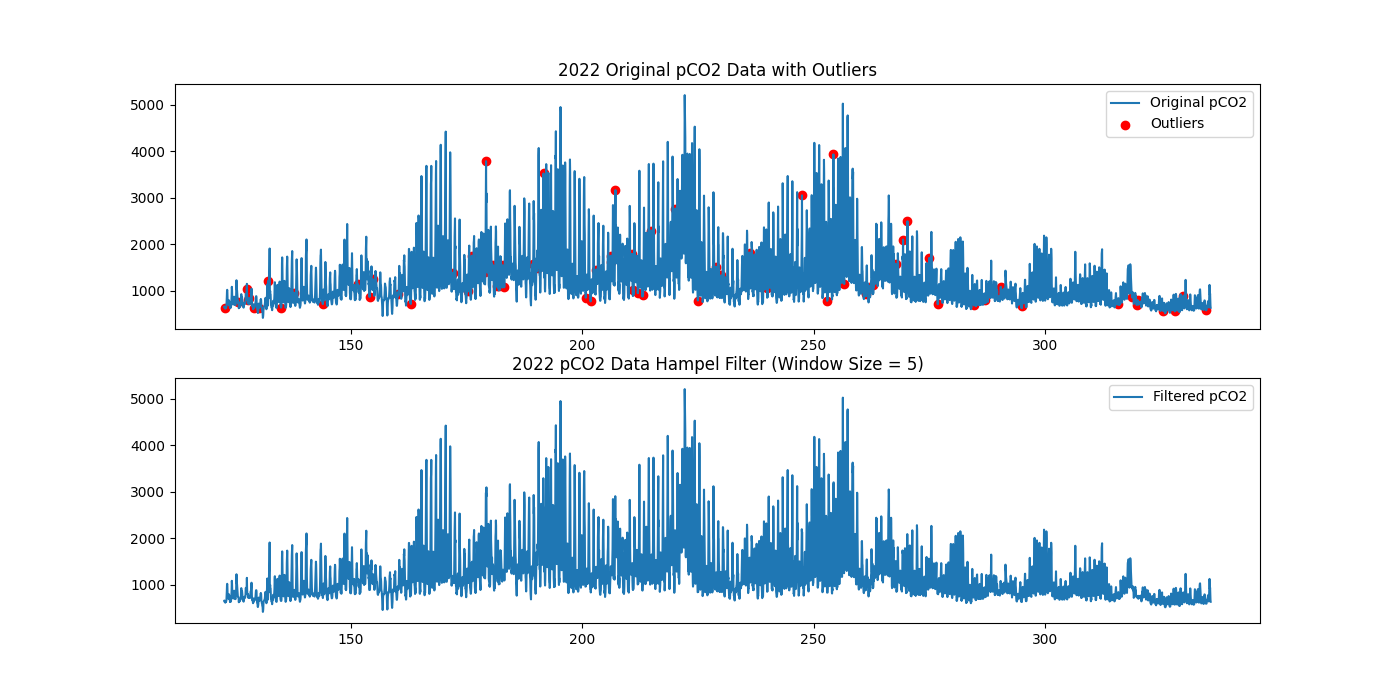 2022 Original pCO2 Data with Outliers
5000
4000
3000
2000
1000
Original pCO2
Outliers
150 200 250 300
2022 pCO2 Data Hampel Filter (Window Size = 5)
5000
4000
3000
2000
1000
Filtered pCO2
150 200 250 300